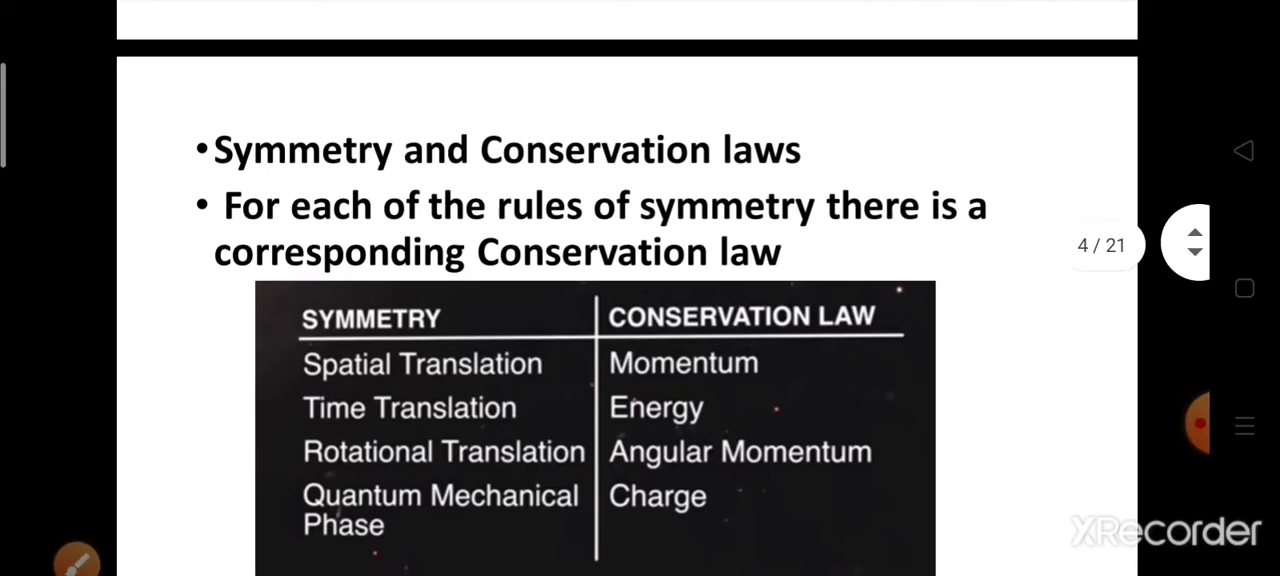 •Symmetry and Conservation laws
• For each of the rules of symmetry there is a
corresponding Conservation law
4 / 21
SYMMETRY CONSERVATION LAW
Spatial Translation Momentum
Time Translation Energy
Rotational Translation Angular Momentum
Quantum Mechanical Charge
Phase
XRecorder